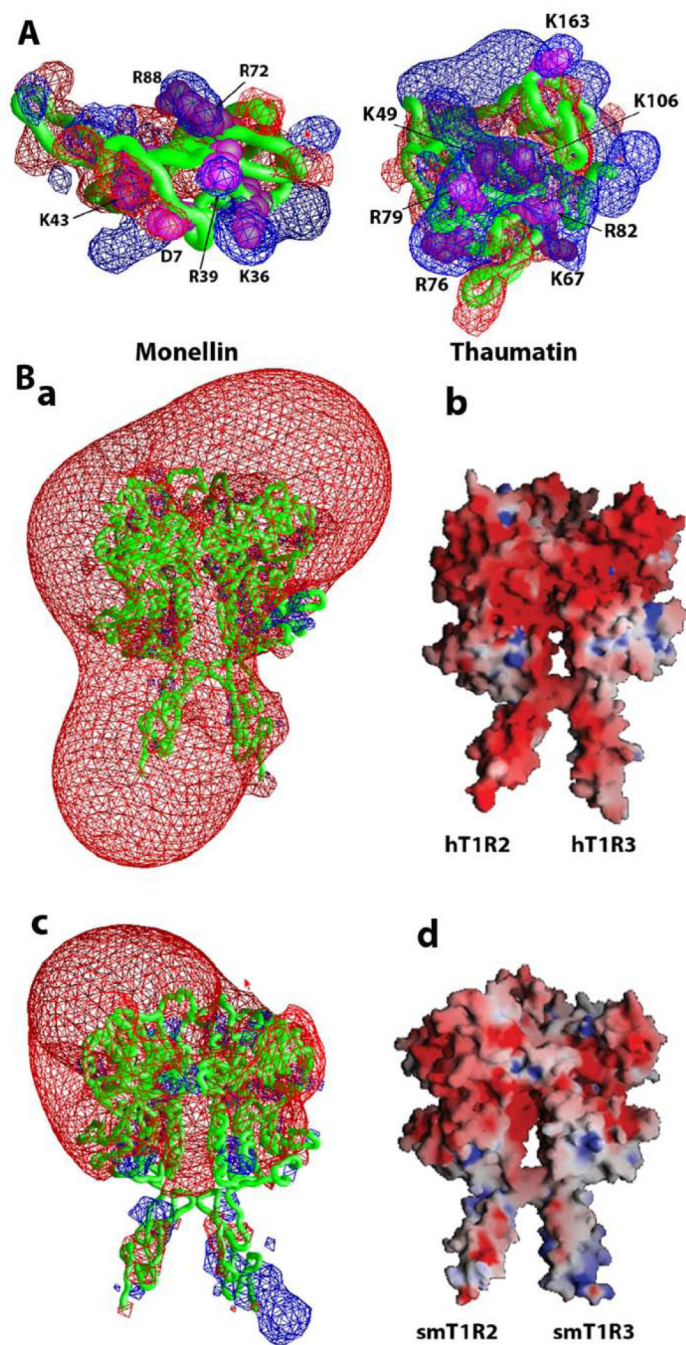 A
R88
R72
K43
D7
R39
K36
K163
K49
K106
R79
R82
R76
K67
Monellin
Thaumatin
B
a
b
hT1R2
hT1R3
c
d
smT1R2
smT1R3